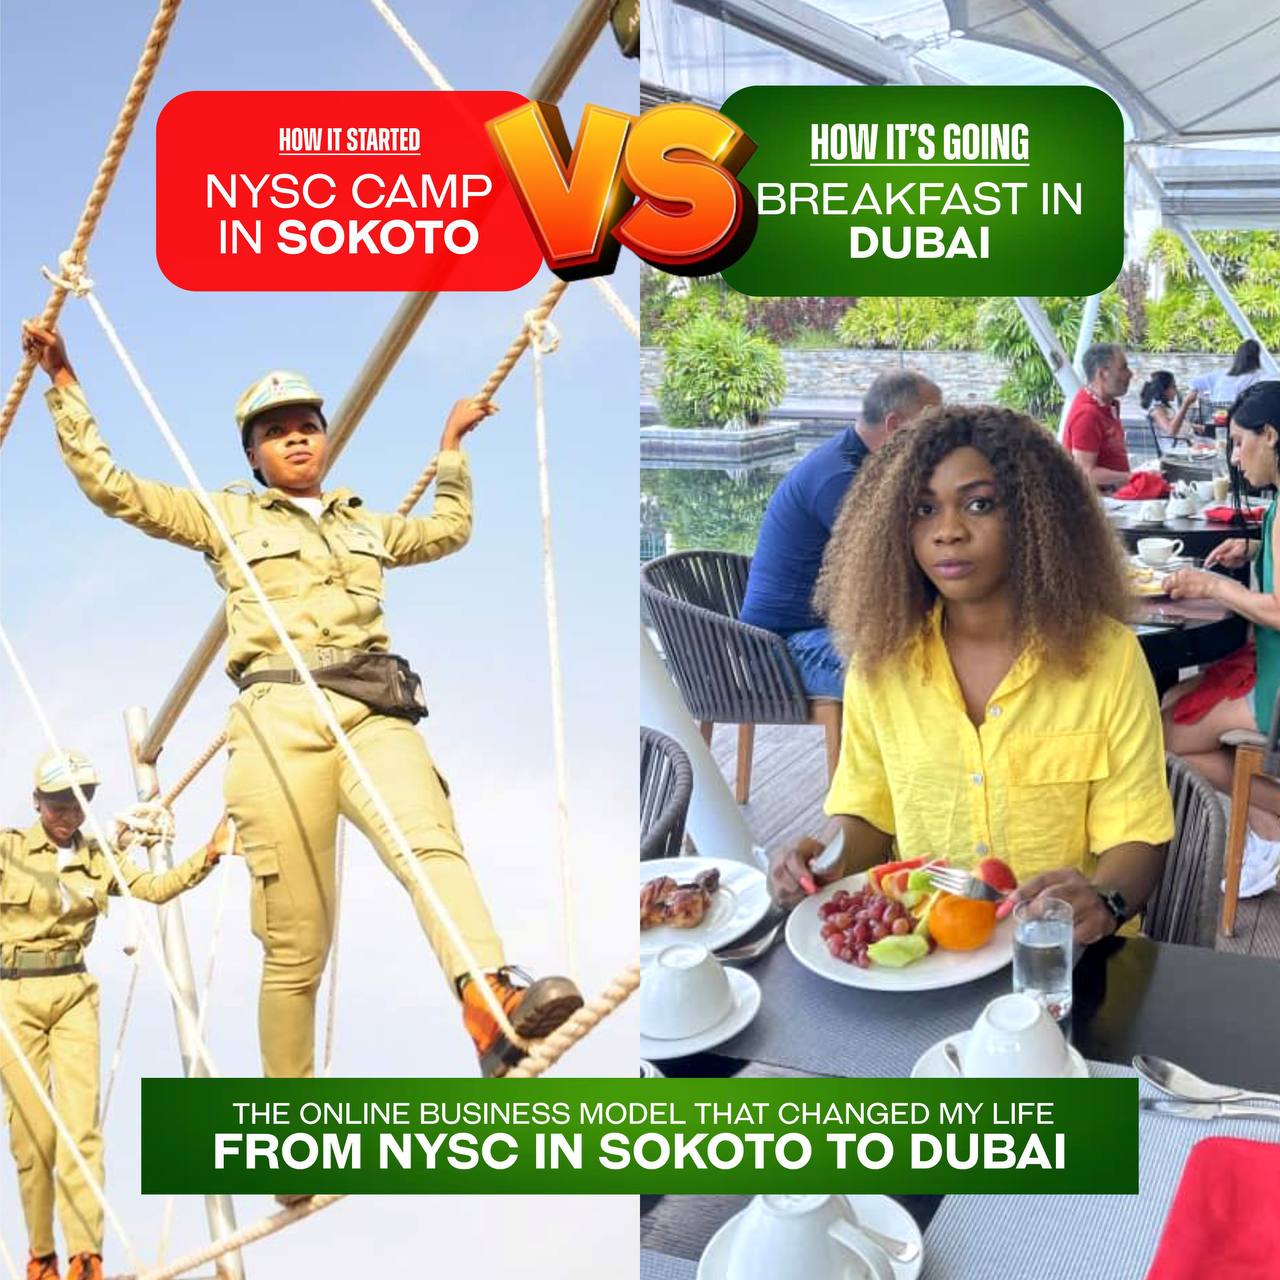 HOW IT STARTED
NYSC CAMP
IN SOKOTO
VS
HOW IT'S GOING
BREAKFAST IN
DUBAI
THE ONLINE BUSINESS MODEL THAT CHANGED MY LIFE
FROM NYSC IN SOKOTO TO DUBAI